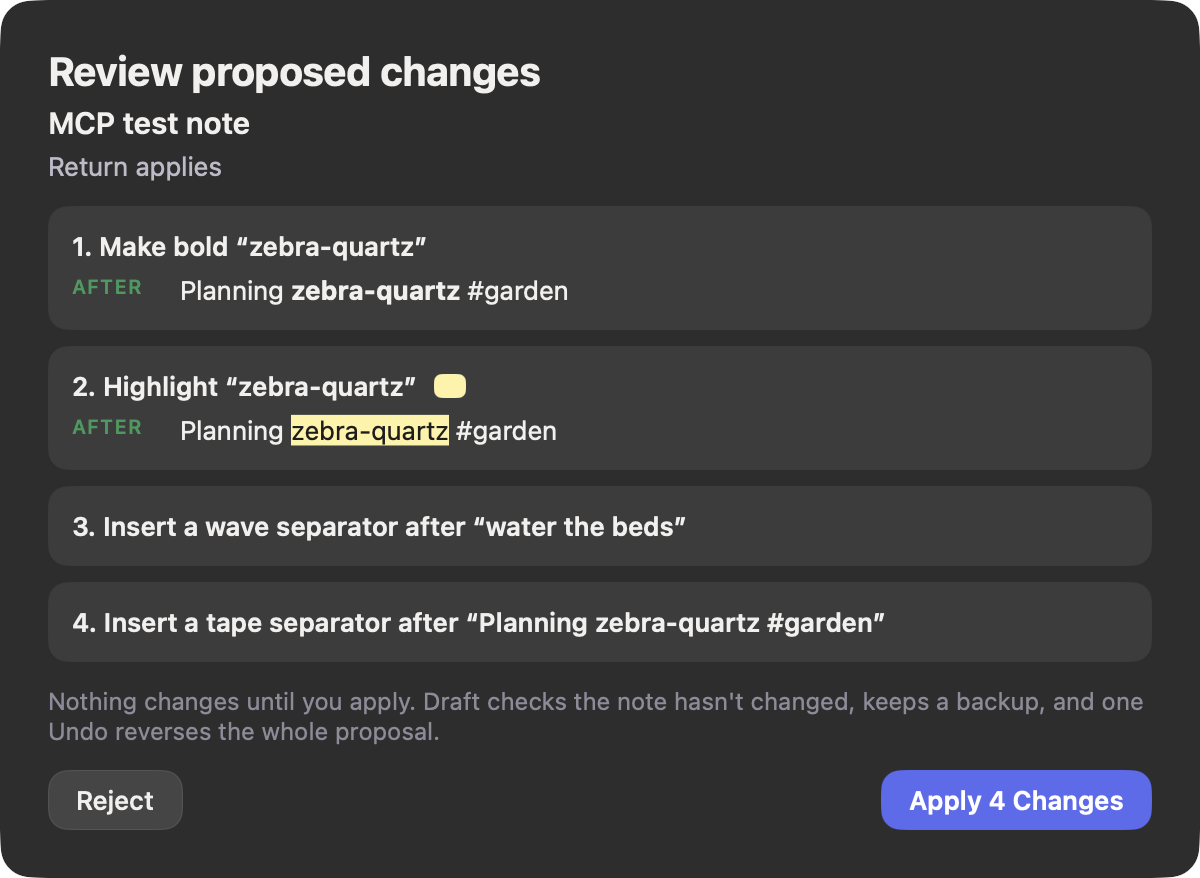 Review proposed changes
MCP test note
Return applies
1. Make bold “zebra-quartz”
AFTER Planning zebra-quartz #garden
2. Highlight “zebra-quartz”
AFTER Planning zebra-quartz #garden
3. Insert a wave separator after “water the beds”
4. Insert a tape separator after “Planning zebra-quartz #garden”
Nothing changes until you apply. Draft checks the note hasn't changed, keeps a backup, and one
Undo reverses the whole proposal.
Reject
Apply 4 Changes